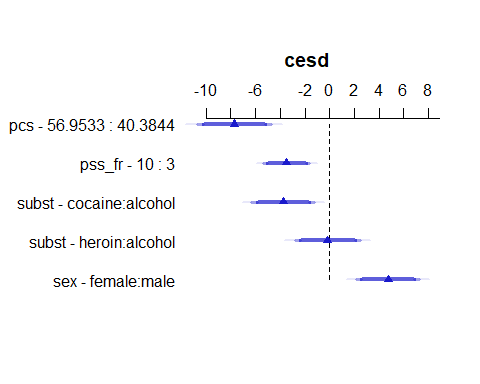 cesd
-10 -6 -2 0 2 4 6 8
pcs - 56.9533 : 40.3844
pss_fr - 10 : 3
subst - cocaine:alcohol
subst - heroin:alcohol
sex - female:male